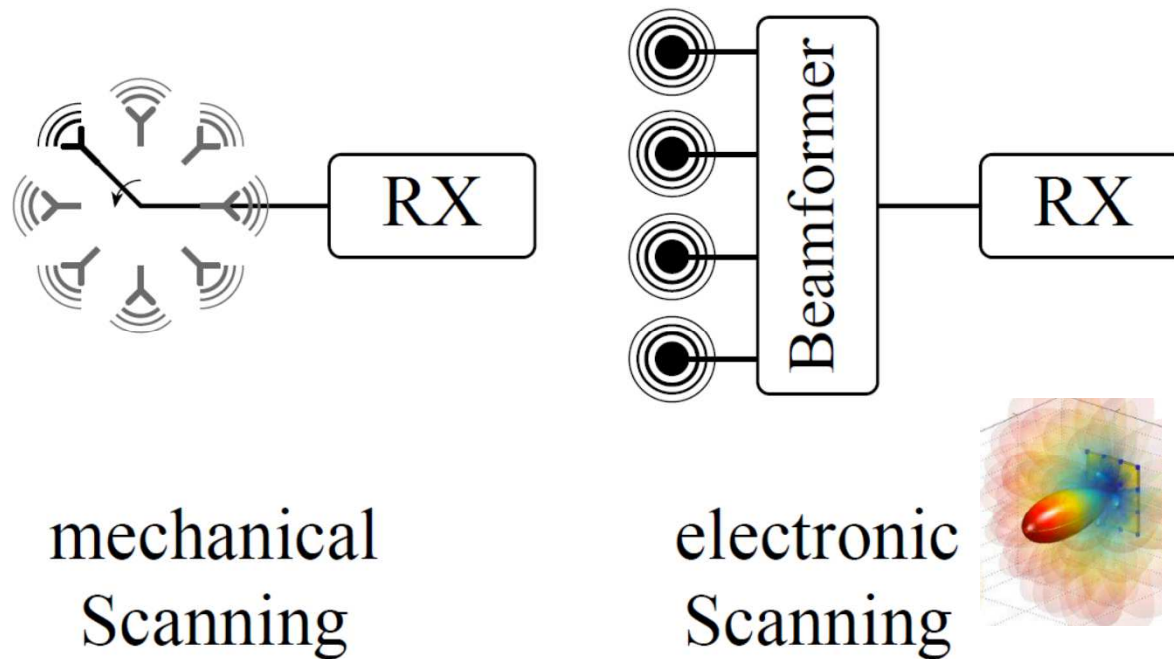 RX
Beamformer
RX
mechanical
Scanning
electronic
Scanning